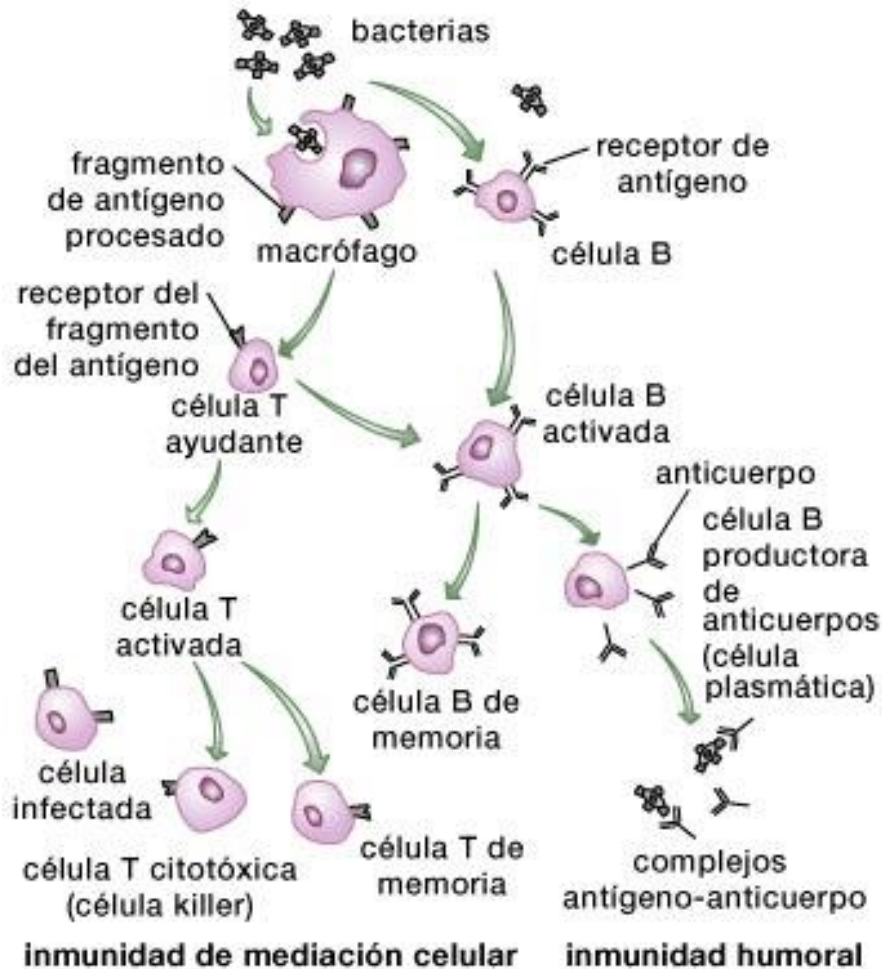 bacterias
receptor de
antígeno
célula B
fragmento
de antígeno
procesado
macrófago
receptor del
fragmento
del antígeno
célula T
ayudante
célula B
activada
anticuerpo
célula B
productora
de
anticuerpos
(célula
plasmática)
célula T
activada
célula B de
memoria
célula
infectada
célula T citotóxica
(célula killer)
célula T de
memoria
complejos
antígeno-anticuerpo
inmunidad de mediación celular
inmunidad humoral